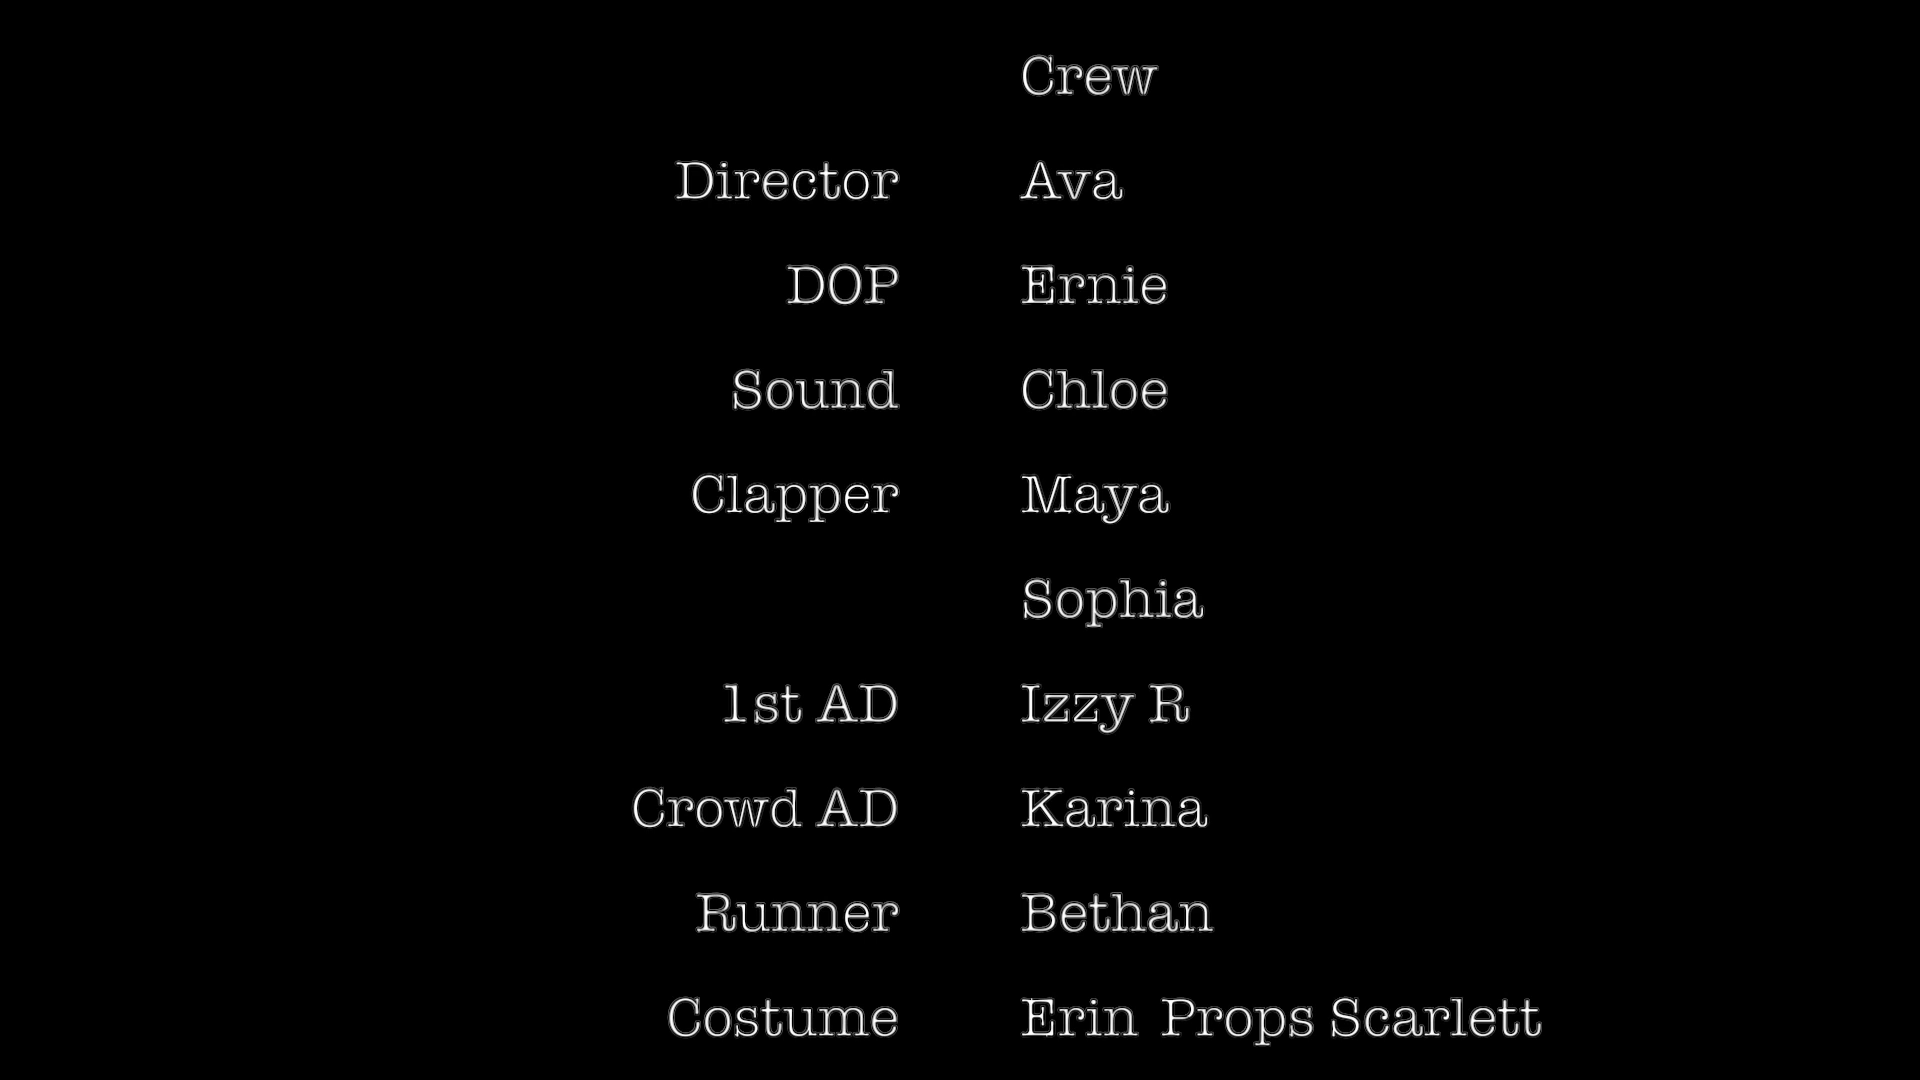 Crew
Director Ava
DOP Ernie
Sound Chloe
Clapper Maya
Sophia
1st AD Izzy R
Crowd AD Karina
Runner Bethan
Costume Erin Props Scarlett